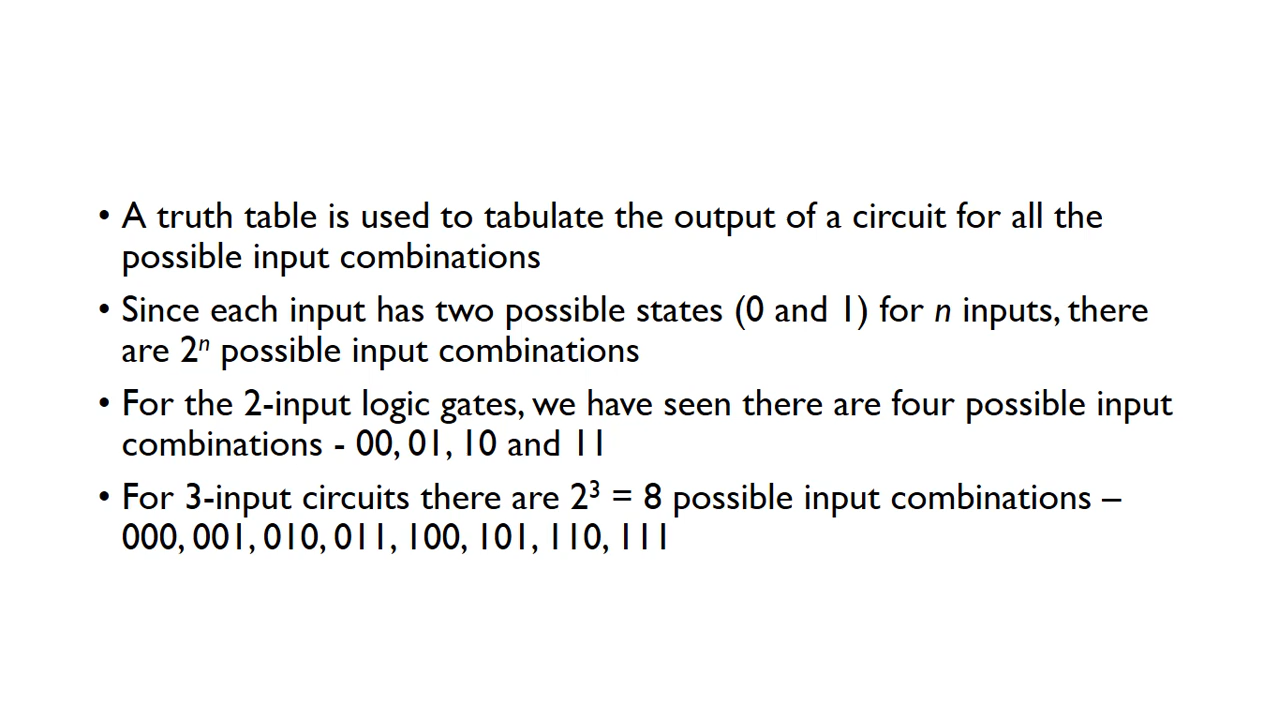 • A truth table is used to tabulate the output of a circuit for all the
possible input combinations
• Since each input has two possible states (0 and 1) for n inputs, there
are 2ⁿ possible input combinations
• For the 2-input logic gates, we have seen there are four possible input
combinations - 00, 01, 10 and 11
• For 3-input circuits there are 2³ = 8 possible input combinations –
000, 001, 010, 011, 100, 101, 110, 111